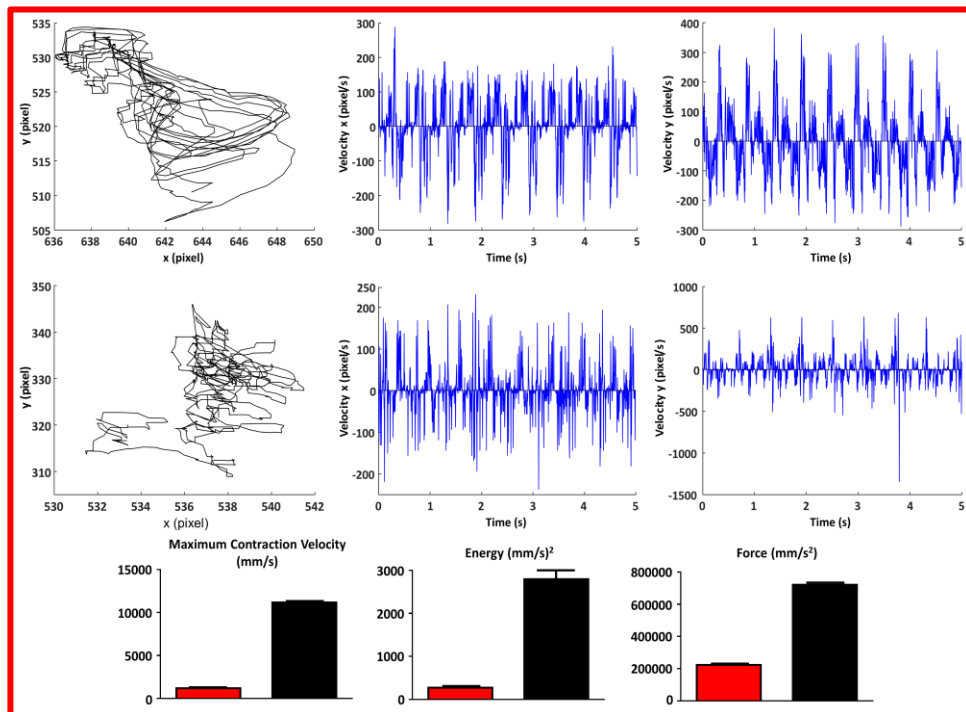 535
530
525
520
515
510
505
y (pixel)
636 638 640 642 644 646 648 650
x (pixel)
300
200
100
0
-100
-200
-300
Velocity x (pixel/s)
0 1 2 3 4 5
Time (s)
400
300
200
100
0
-100
-200
-300
Velocity y (pixel/s)
0 1 2 3 4 5
Time (s)
350
340
330
320
310
y (pixel)
530 532 534 536 538 540 542
x (pixel)
250
200
100
0
-100
-200
Velocity x (pixel/s)
0 1 2 3 4 5
Time (s)
1000
500
0
-500
-1000
-1500
Velocity y (pixel/s)
0 1 2 3 4 5
Time (s)
Maximum Contraction Velocity
(mm/s)
15000
10000
5000
0
Energy (mm/s)²
3000
2000
1000
0
Force (mm/s²)
800000
600000
400000
200000
0